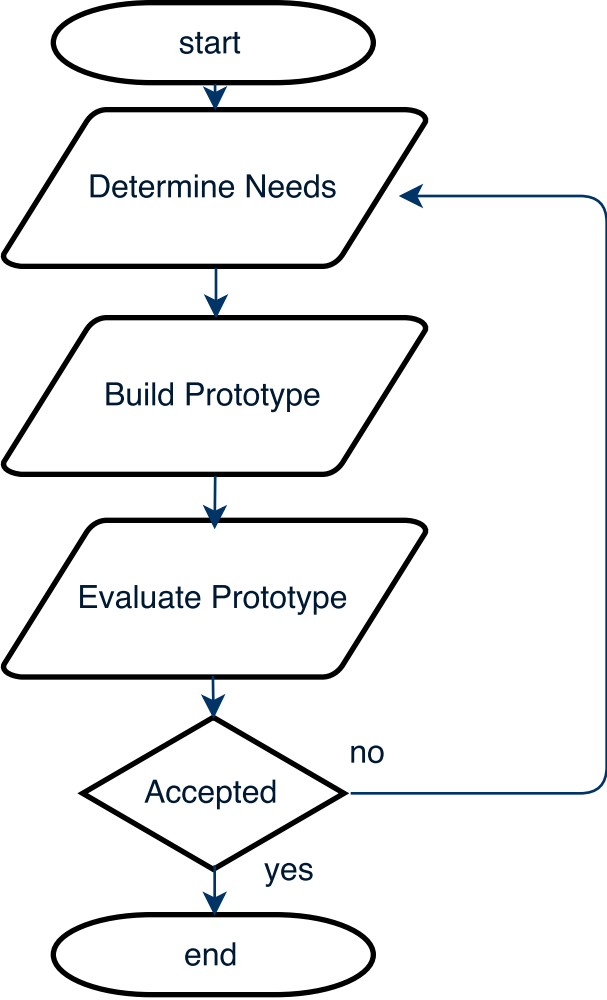 start
Determine Needs
Build Prototype
Evaluate Prototype
no
Accepted
yes
end